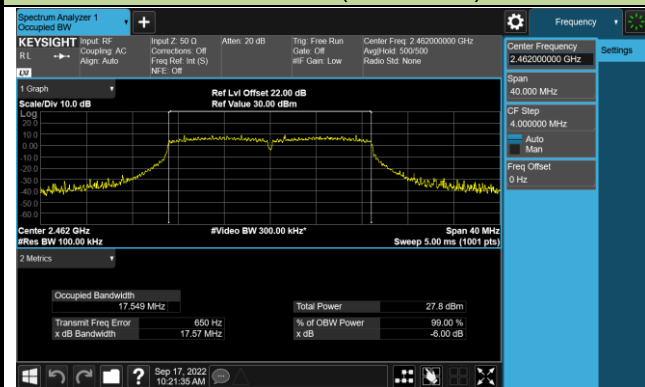 Spectrum Analyzer 1
Occupied BW
Frequency
KEYSIGHT
Input: RF
Coupling: AC
Align: Auto
Input Z: 50 Ω
Corrections: Off
Freq Ref: Int (S)
NFE: Off
Atten: 20 dB
Trig: Free Run
Gate: Off
#IF Gain: Low
Center Freq: 2.462000000 GHz
Avg|Hold: 500/500
Radio Std: None
R L
LXI
Center Frequency
2.462000000 GHz
Settings
Span
40.000 MHz
CF Step
4.000000 MHz
Auto
Man
Freq Offset
0 Hz
1 Graph
Scale/Div 10.0 dB
Ref Lvl Offset 22.00 dB
Ref Value 30.00 dBm
Log
20.0
10.0
0.00
-10.0
-20.0
-30.0
-40.0
-50.0
-60.0
Center 2.462 GHz
#Video BW 300.00 kHz*
Span 40 MHz
#Res BW 100.00 kHz
Sweep 5.00 ms (1001 pts)
2 Metrics
Occupied Bandwidth
17.549 MHz
Total Power
27.8 dBm
Transmit Freq Error
650 Hz
% of OBW Power
99.00 %
x dB Bandwidth
17.57 MHz
x dB
-6.00 dB
Sep 17, 2022
10:21:35 AM